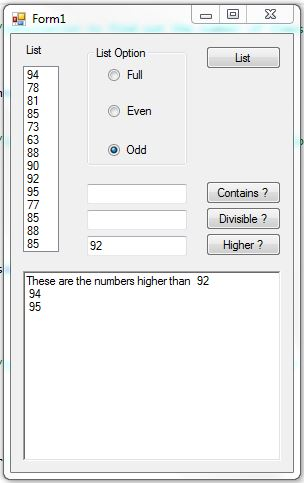 Form1
List
List Option
List
Full
Even
Odd
94
78
81
85
73
63
88
90
92
95
77
85
88
85
Contains ?
Divisible ?
92
Higher ?
These are the numbers higher than 92
94
95